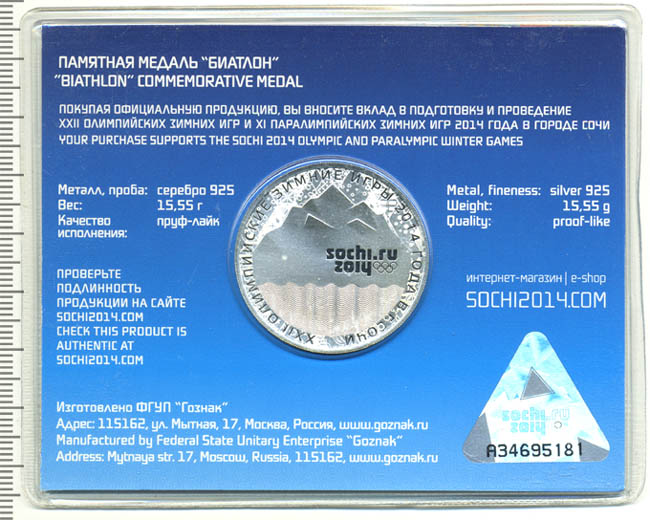 ПАМЯТНАЯ МЕДАЛЬ "БИАТЛОН"
"BIATHLON" COMMEMORATIVE MEDAL
ПОКУПАЯ ОФИЦИАЛЬНУЮ ПРОДУКЦИЮ, ВЫ ВНОСИТЕ ВКЛАД В ПОДГОТОВКУ И ПРОВЕДЕНИЕ
XXII ОЛИМПИЙСКИХ ЗИМНИХ ИГР И XI ПАРАЛИМПИЙСКИХ ЗИМНИХ ИГР 2014 ГОДА В ГОРОДЕ СОЧИ
YOUR PURCHASE SUPPORTS THE SOCHI 2014 OLYMPIC AND PARALYMPIC WINTER GAMES
Металл, проба: серебро 925
Вес: 15,55 г
Качество исполнения: пруф-лайк
XXII ОЛИМПИЙСКИЕ ЗИМНИЕ ИГРЫ 2014 ГОДА В Г. СОЧИ
sochi.ru
2014
Metal, fineness: silver 925
Weight: 15,55 g
Quality: proof-like
ПРОВЕРЬТЕ
ПОДЛИННОСТЬ
ПРОДУКЦИИ НА САЙТЕ
SOCHI2014.COM
CHECK THIS PRODUCT IS
AUTHENTIC AT
SOCHI2014.COM
интернет-магазин | e-shop
SOCHI2014.COM
Изготовлено ФГУП "Гознак"
Адрес: 115162, ул. Мытная, 17, Москва, Россия, www.goznak.ru
Manufactured by Federal State Unitary Enterprise "Goznak"
Address: Mytnaya str. 17, Moscow, Russia, 115162, www.goznak.ru
sochi.ru
2014
A34695181